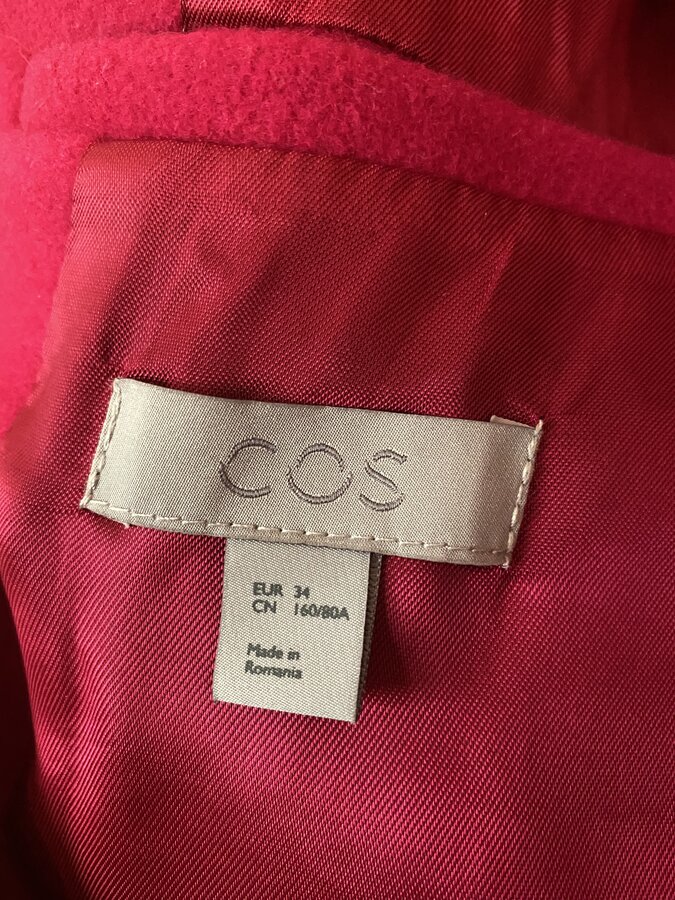 COS
EUR 34
CN 160/80A
Made in
Romania